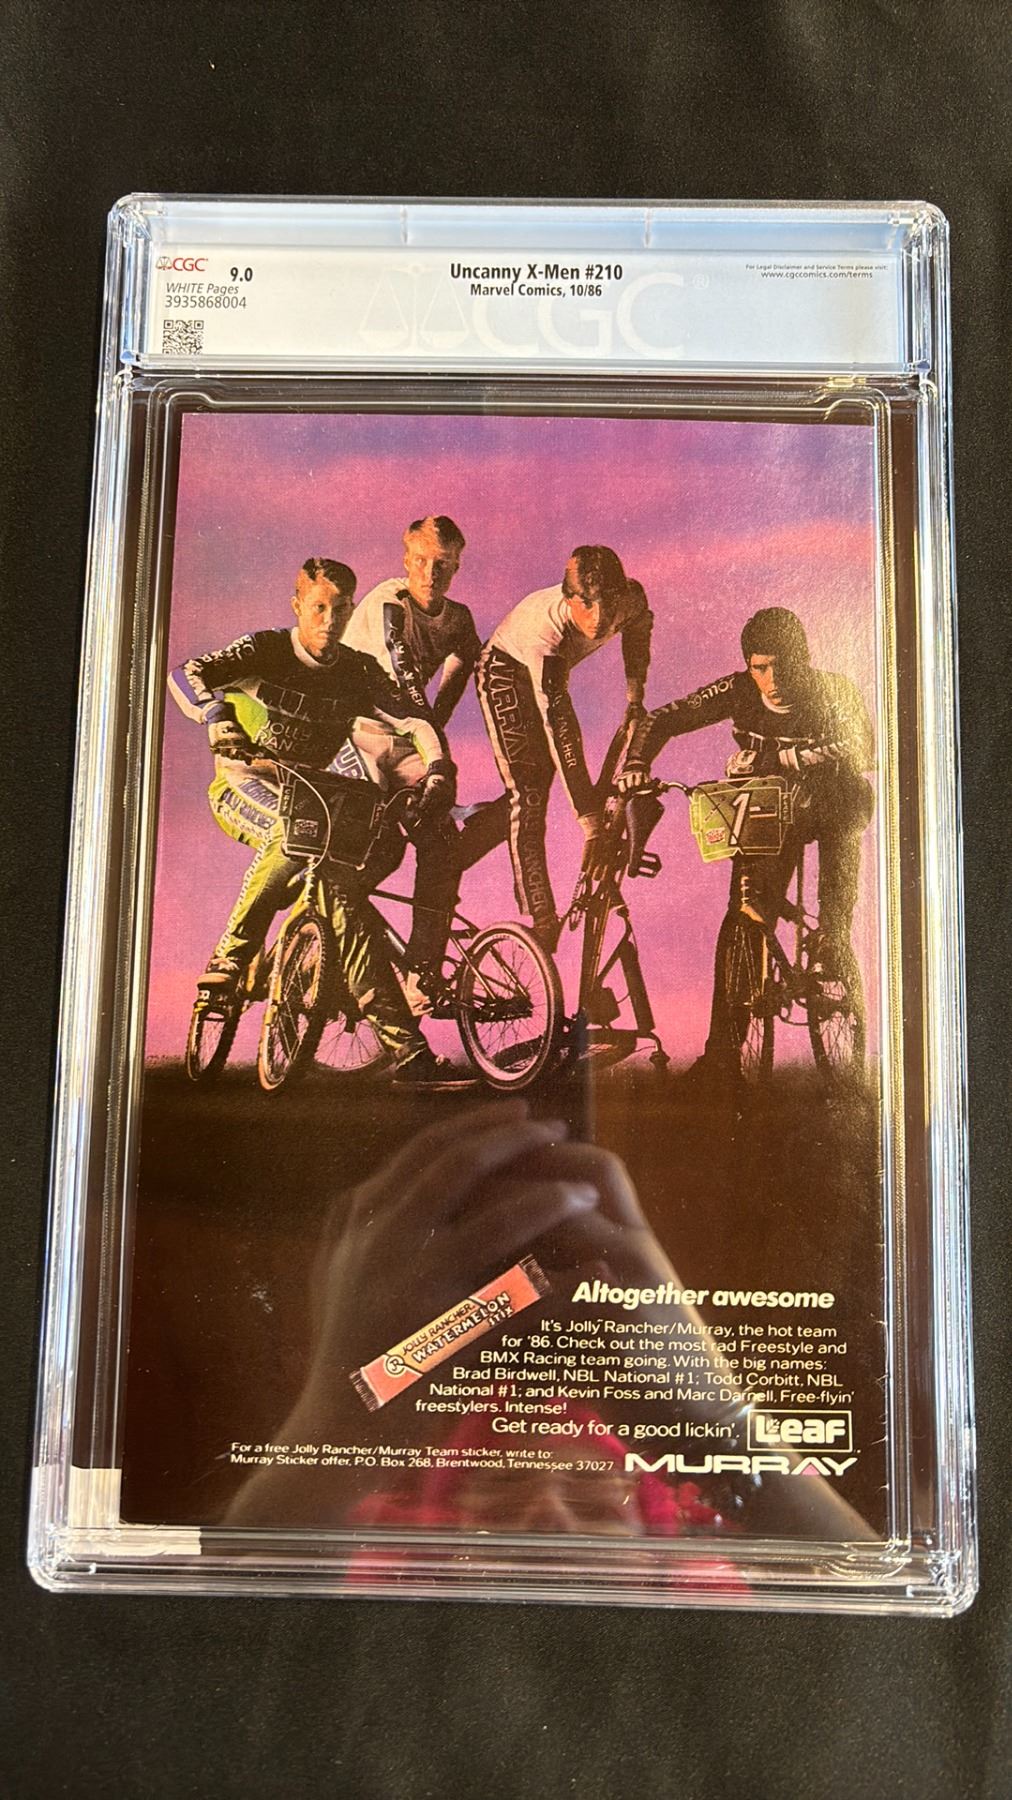 CGC
9.0
WHITE Pages
3935868004
Uncanny X-Men #210
Marvel Comics, 10/86
For Legal Disclaimer and Service Terms please visit:
www.cgccomics.com/terms
CGC®
JOLLY
RANCHER
MURRAY
JOLLY RANCHER
1
JOLLY RANCHER
WATERMELON
STIX
Altogether awesome
It's Jolly Rancher/Murray, the hot team
for '86. Check out the most rad Freestyle and
BMX Racing team going. With the big names:
Brad Birdwell, NBL National #1; Todd Corbitt, NBL
National #1; and Kevin Foss and Marc Darnell, Free-flyin'
freestylers. Intense!
Get ready for a good lickin'.
Leaf
For a free Jolly Rancher/Murray Team sticker, write to:
Murray Sticker offer, P.O. Box 268, Brentwood, Tennessee 37027
MURRAY